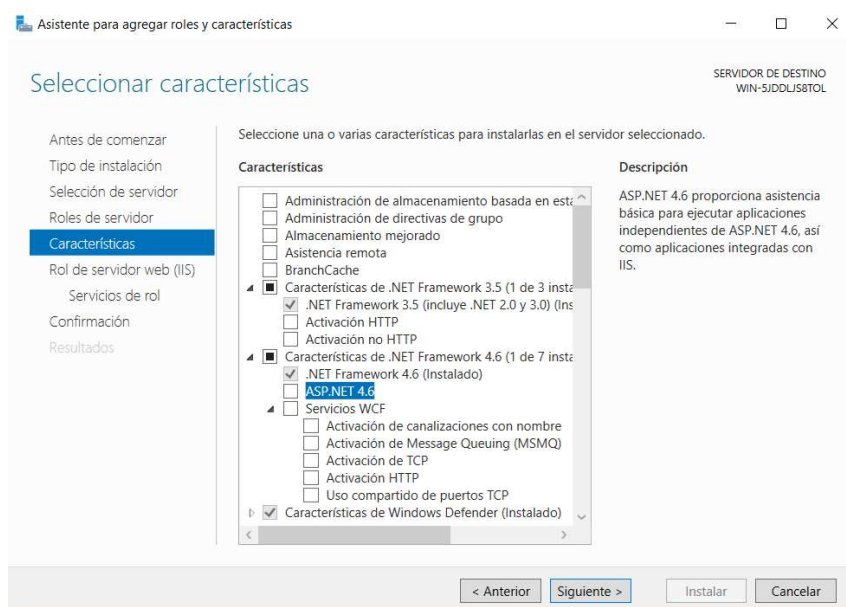 Asistente para agregar roles y características
Seleccionar características
SERVIDOR DE DESTINO
WIN-5JDDLJS8TOL
Antes de comenzar
Tipo de instalación
Selección de servidor
Roles de servidor
Características
Rol de servidor web (IIS)
Servicios de rol
Confirmación
Resultados
Seleccione una o varias características para instalarlas en el servidor seleccionado.
Características
Administración de almacenamiento basada en está
Administración de directivas de grupo
Almacenamiento mejorado
Asistencia remota
BranchCache
Características de .NET Framework 3.5 (1 de 3 insta
.NET Framework 3.5 (incluye .NET 2.0 y 3.0) (Ins
Activación HTTP
Activación no HTTP
Características de .NET Framework 4.6 (1 de 7 insta
.NET Framework 4.6 (Instalado)
ASP.NET 4.6
Servicios WCF
Activación de canalizaciones con nombre
Activación de Message Queuing (MSMQ)
Activación de TCP
Activación HTTP
Uso compartido de puertos TCP
Características de Windows Defender (Instalado)
Descripción
ASP.NET 4.6 proporciona asistencia
básica para ejecutar aplicaciones
independientes de ASP.NET 4.6, así
como aplicaciones integradas con
IIS.
< Anterior
Siguiente >
Instalar
Cancelar